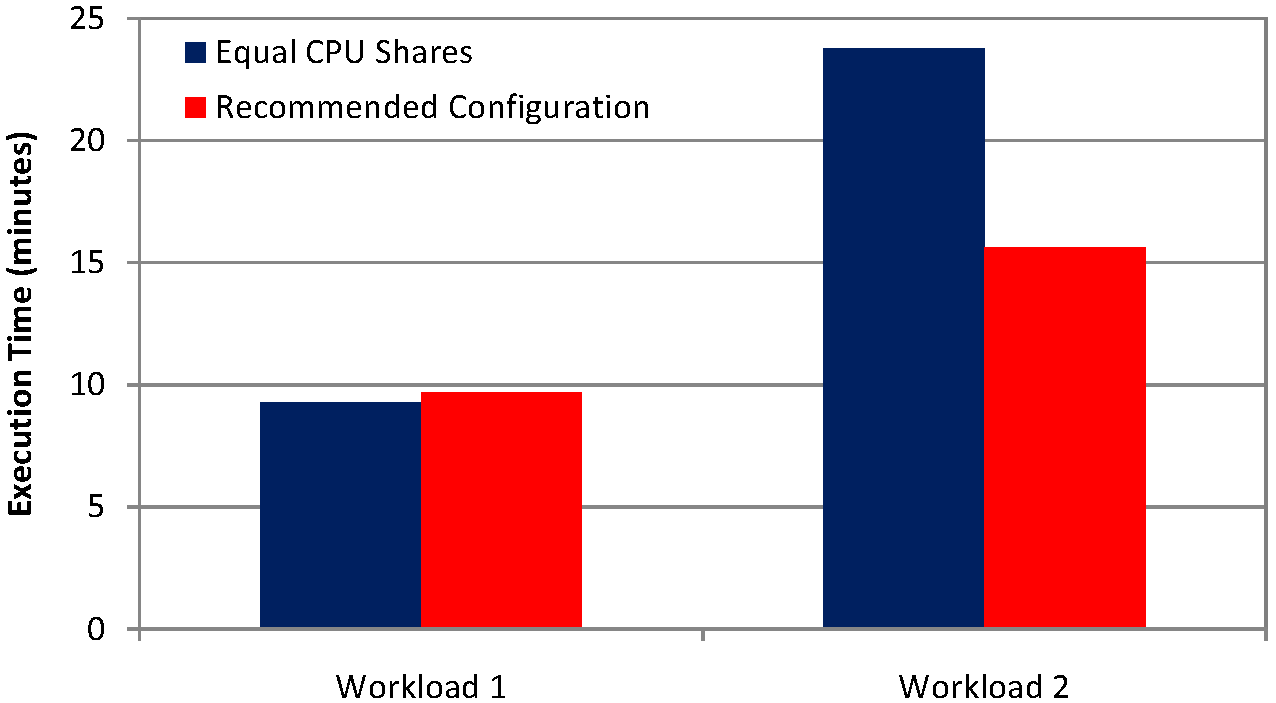 25
20
15
10
5
0
Execution Time (minutes)
Equal CPU Shares
Recommended Configuration
Workload 1
Workload 2